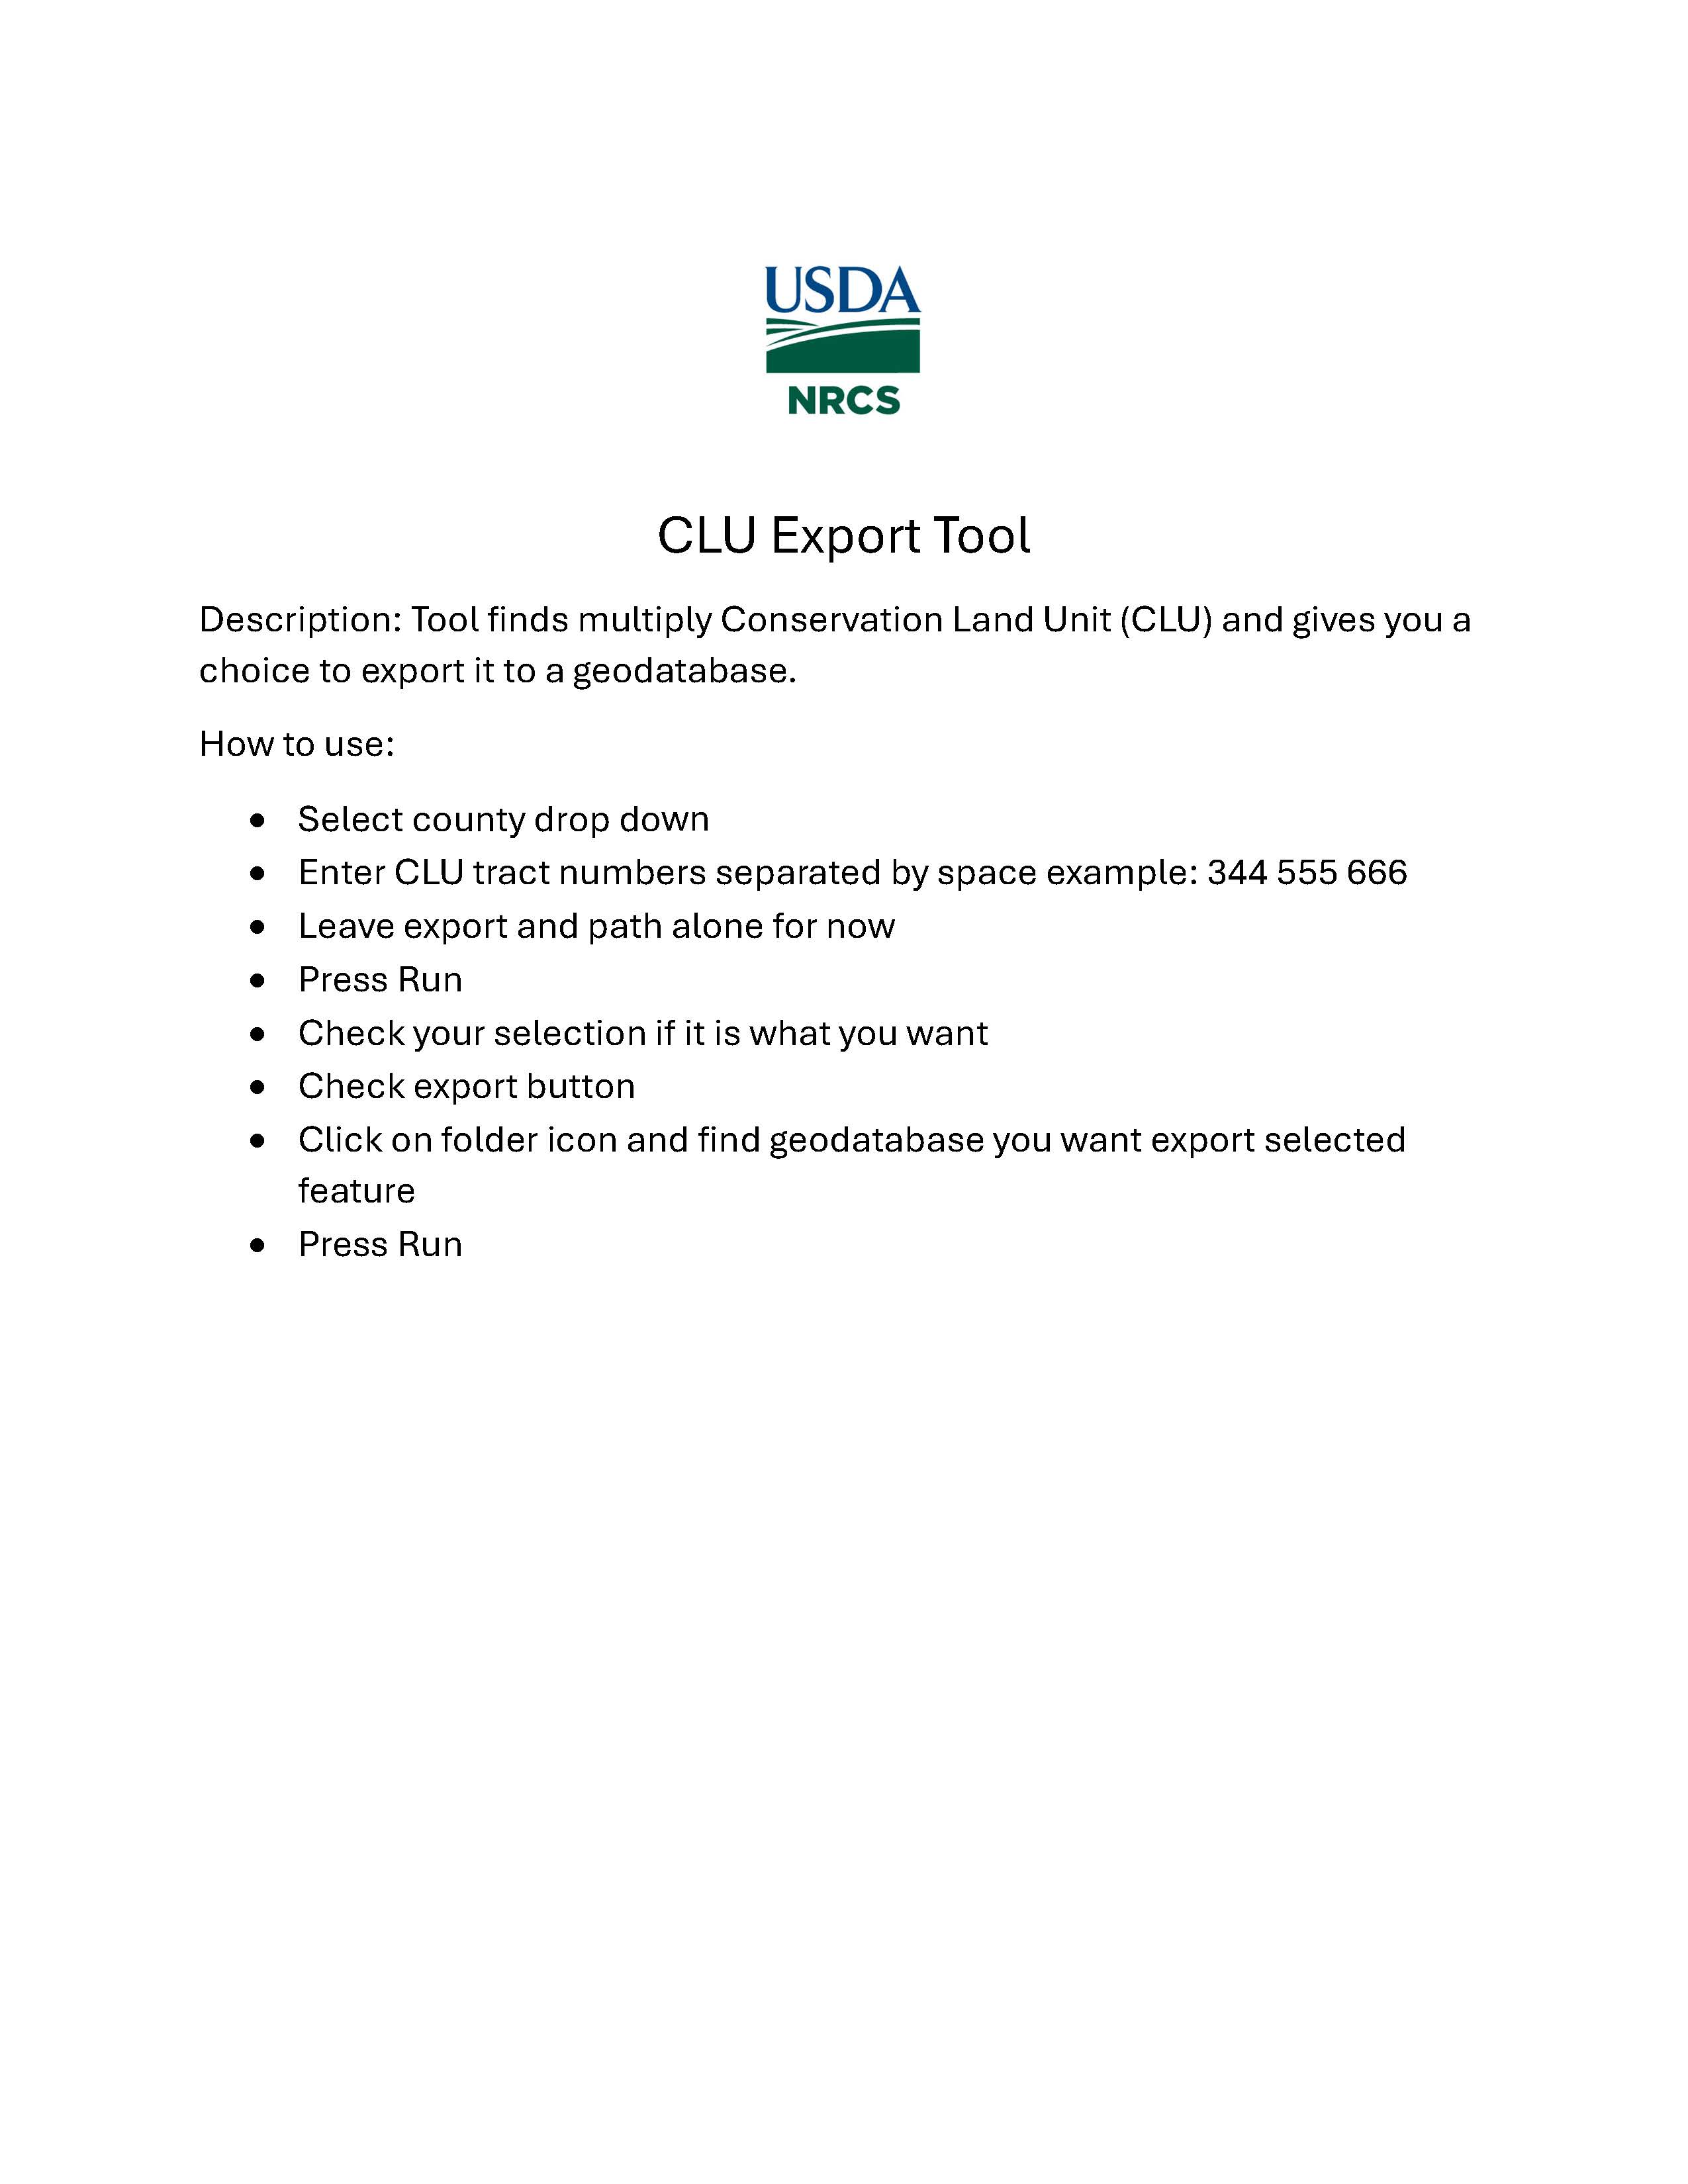 USDA
NRCS
CLU Export Tool
Description: Tool finds multiply Conservation Land Unit (CLU) and gives you a
choice to export it to a geodatabase.
How to use:
• Select county drop down
• Enter CLU tract numbers separated by space example: 344 555 666
• Leave export and path alone for now
• Press Run
• Check your selection if it is what you want
• Check export button
• Click on folder icon and find geodatabase you want export selected
feature
• Press Run